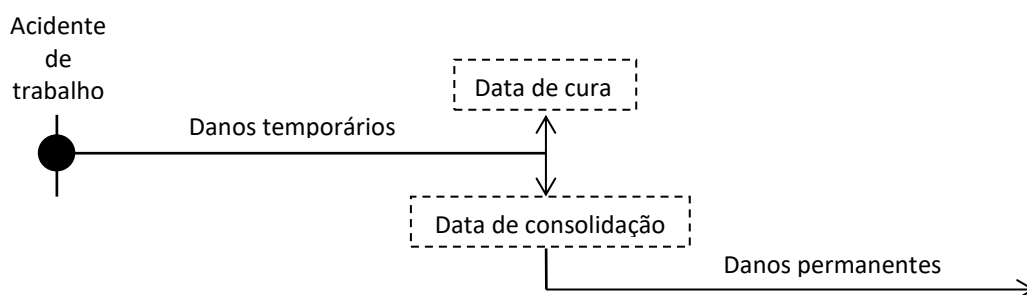 Acidente
de
trabalho
Data de cura
Danos temporários
Data de consolidação
Danos permanentes